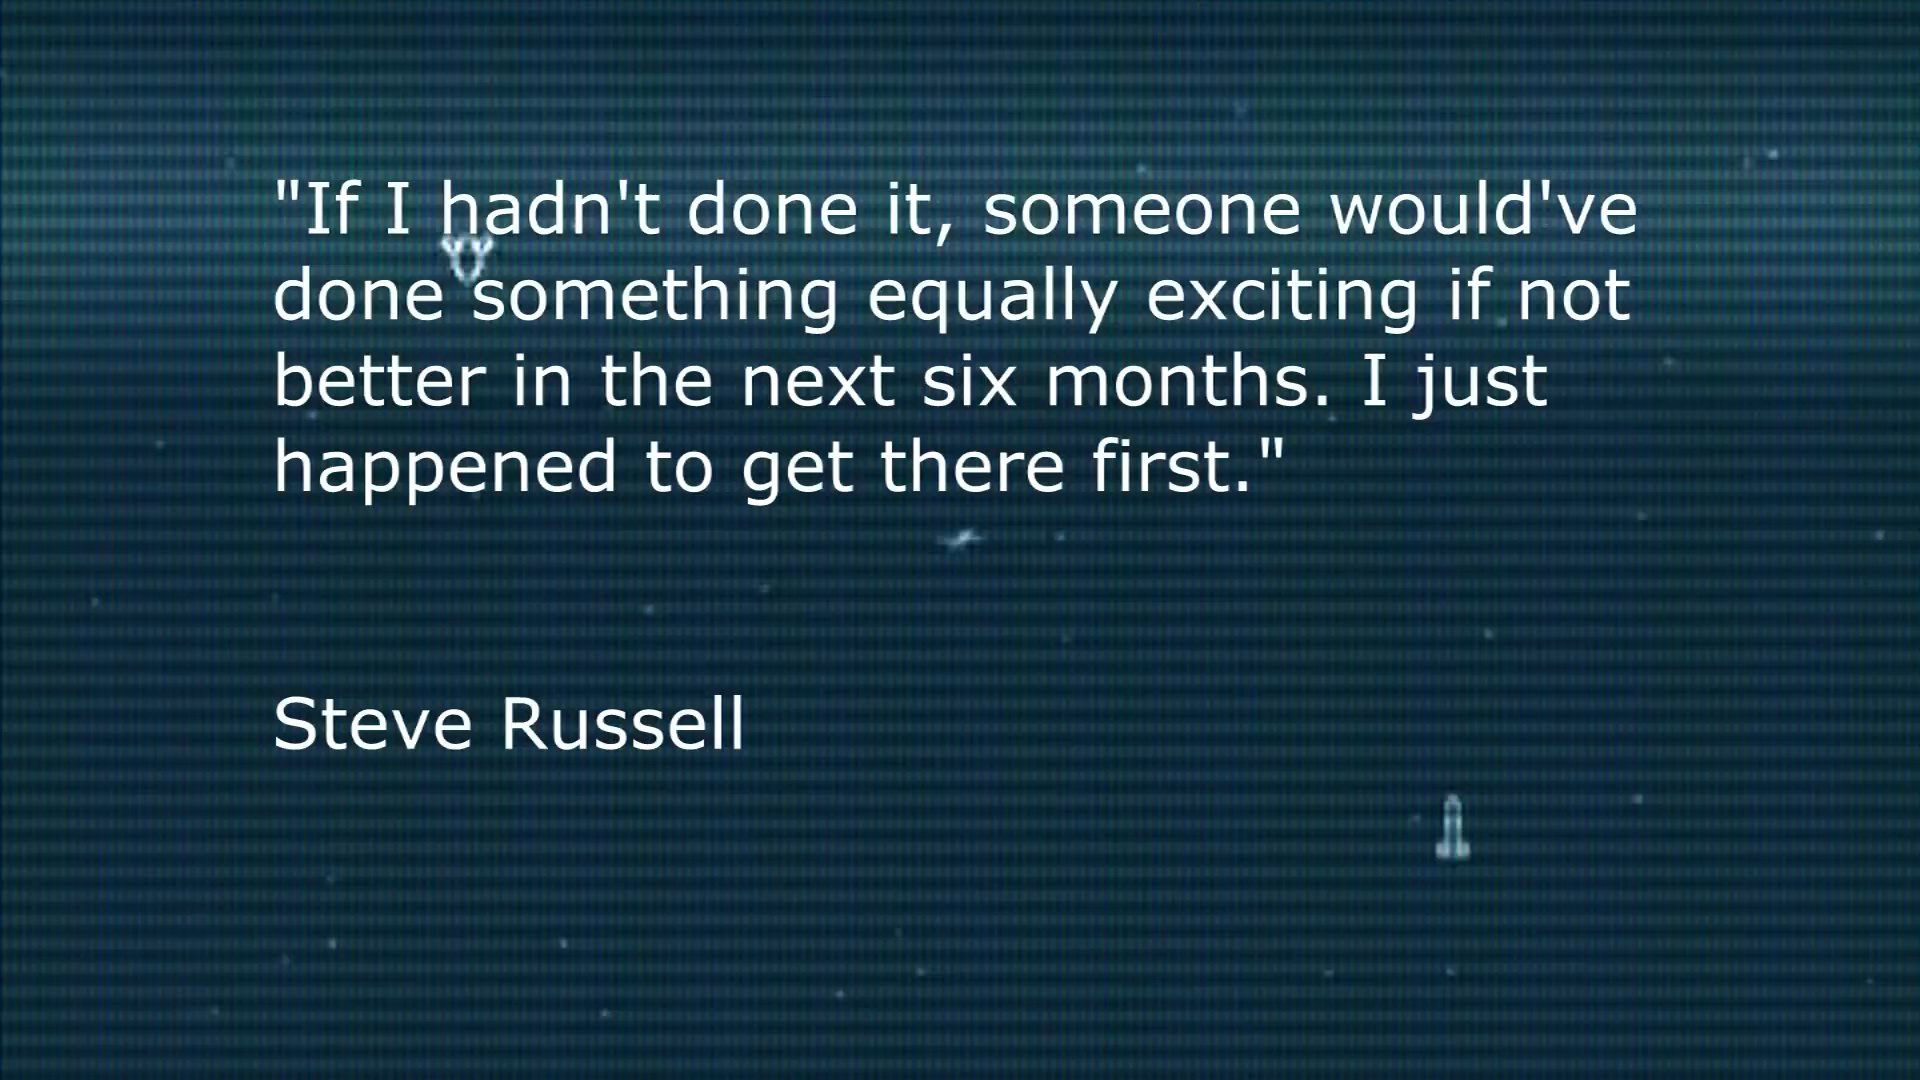 "If I hadn't done it, someone would've
done something equally exciting if not
better in the next six months. I just
happened to get there first."
Steve Russell